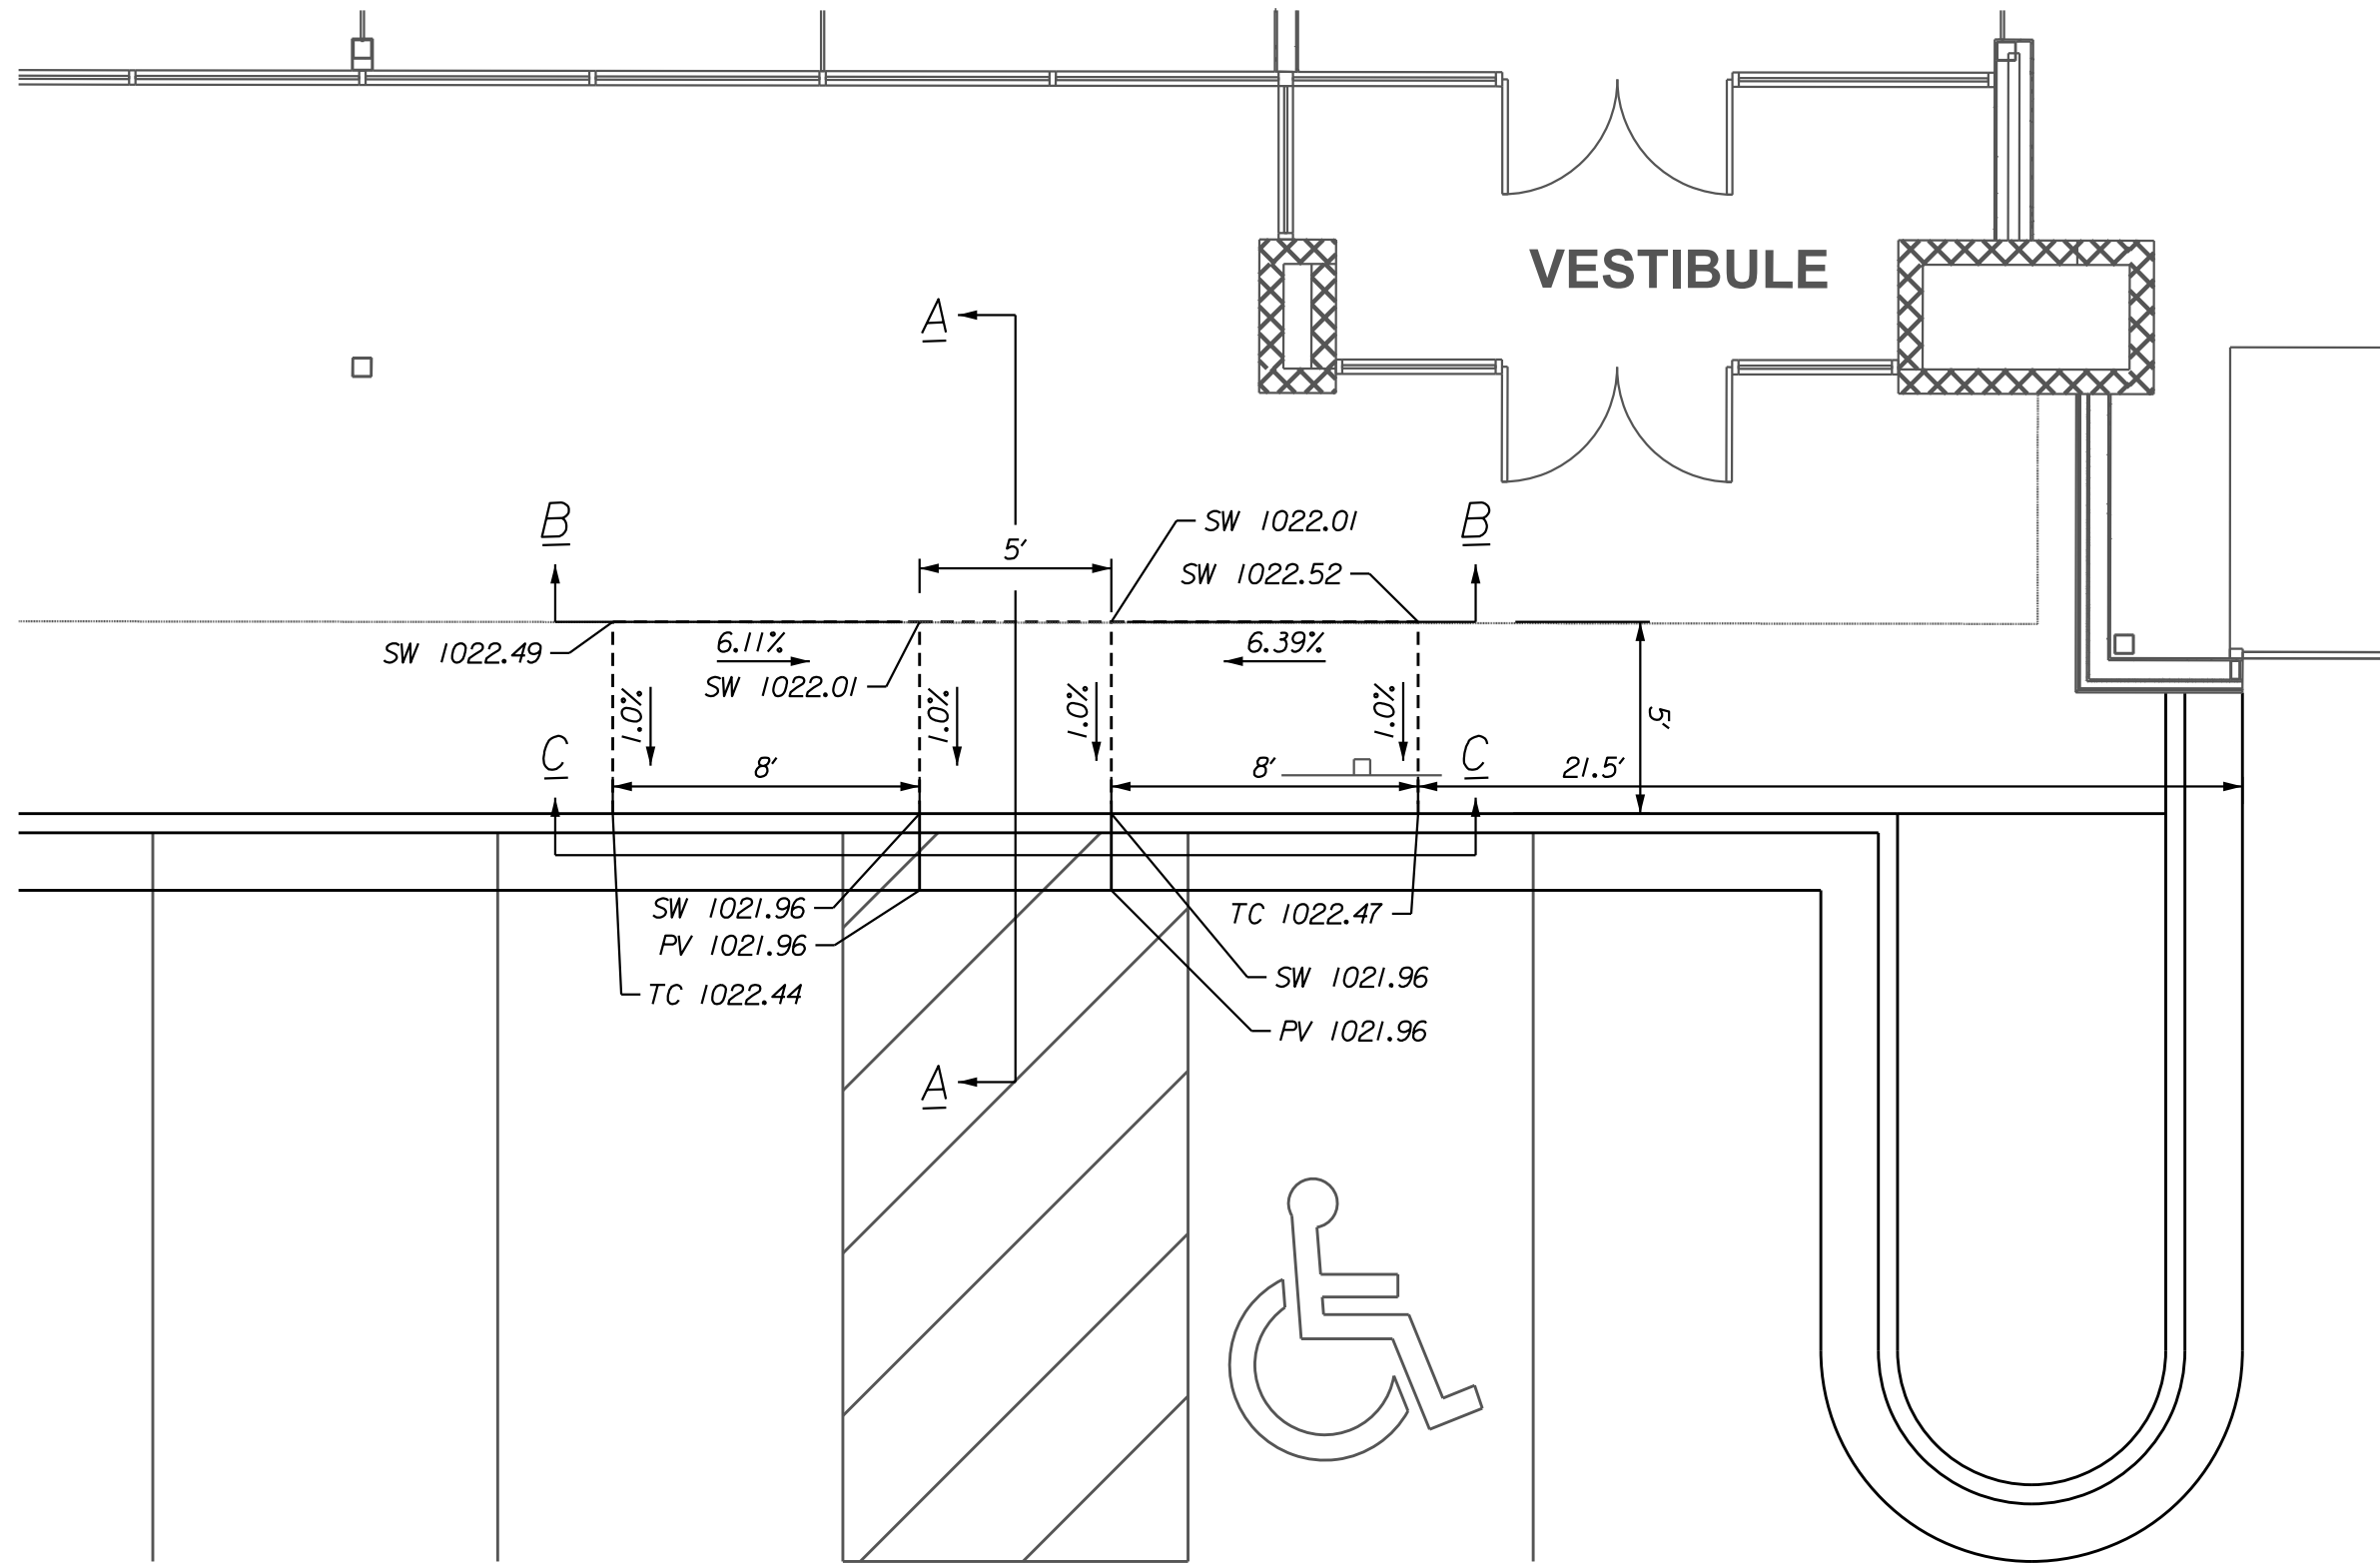 VESTIBULE
A
B
SW 1022.01
B
5'
SW 1022.52
SW 1022.49
6.11%
6.39%
SW 1022.01
1.0%
1.0%
1.0%
1.0%
5'
C
8'
8'
C
21.5'
SW 1021.96
TC 1022.47
PV 1021.96
SW 1021.96
TC 1022.44
PV 1021.96
A